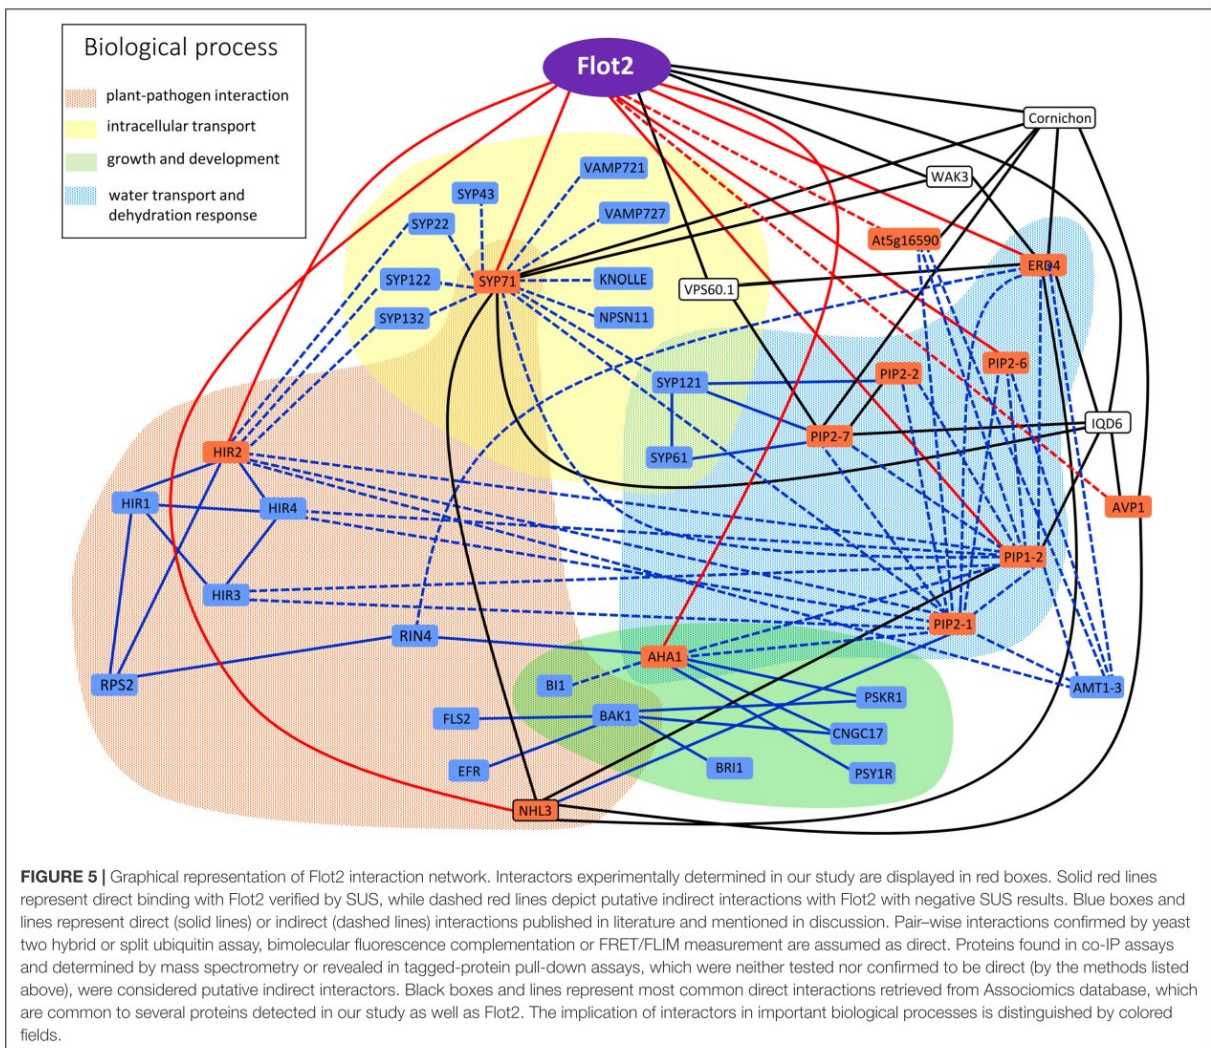 Biological process
plant-pathogen interaction
intracellular transport
growth and development
water transport and
dehydration response
Flot2
Cornichon
VAMP721
WAK3
SYP43
VAMP727
SYP22
At5g16590
ERD4
SYP122
SYP71
KNOLLE
VPS60.1
SYP132
NPSN11
PIP2-6
PIP2-2
SYP121
IQD6
PIP2-7
HIR2
SYP61
HIR1
HIR4
AVP1
PIP1-2
HIR3
PIP2-1
RIN4
AHA1
RPS2
BI1
AMT1-3
PSKR1
FLS2
BAK1
CNGC17
EFR
BRI1
PSY1R
NHL3
FIGURE 5 | Graphical representation of Flot2 interaction network. Interactors experimentally determined in our study are displayed in red boxes. Solid red lines
represent direct binding with Flot2 verified by SUS, while dashed red lines depict putative indirect interactions with Flot2 with negative SUS results. Blue boxes and
lines represent direct (solid lines) or indirect (dashed lines) interactions published in literature and mentioned in discussion. Pair–wise interactions confirmed by yeast
two hybrid or split ubiquitin assay, bimolecular fluorescence complementation or FRET/FLIM measurement are assumed as direct. Proteins found in co-IP assays
and determined by mass spectrometry or revealed in tagged-protein pull-down assays, which were neither tested nor confirmed to be direct (by the methods listed
above), were considered putative indirect interactors. Black boxes and lines represent most common direct interactions retrieved from Associomics database, which
are common to several proteins detected in our study as well as Flot2. The implication of interactors in important biological processes is distinguished by colored
fields.